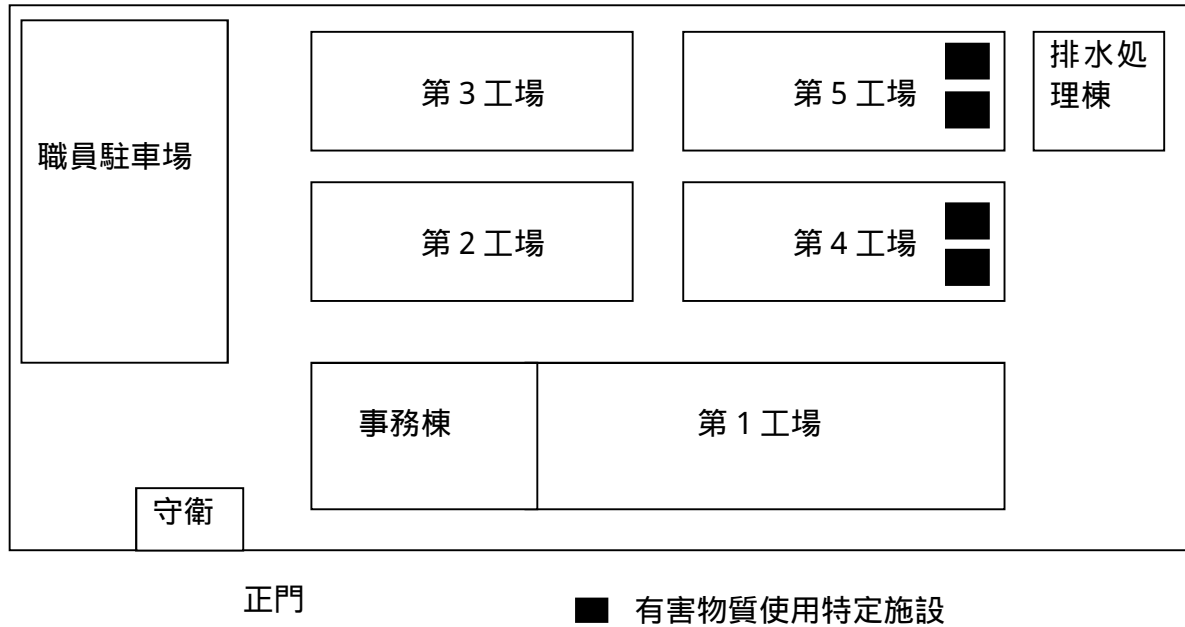 第３工場
第５工場
排水処
理棟
職員駐車場
第２工場
第４工場
事務棟
第１工場
守衛
正門
■ 有害物質使用特定施設